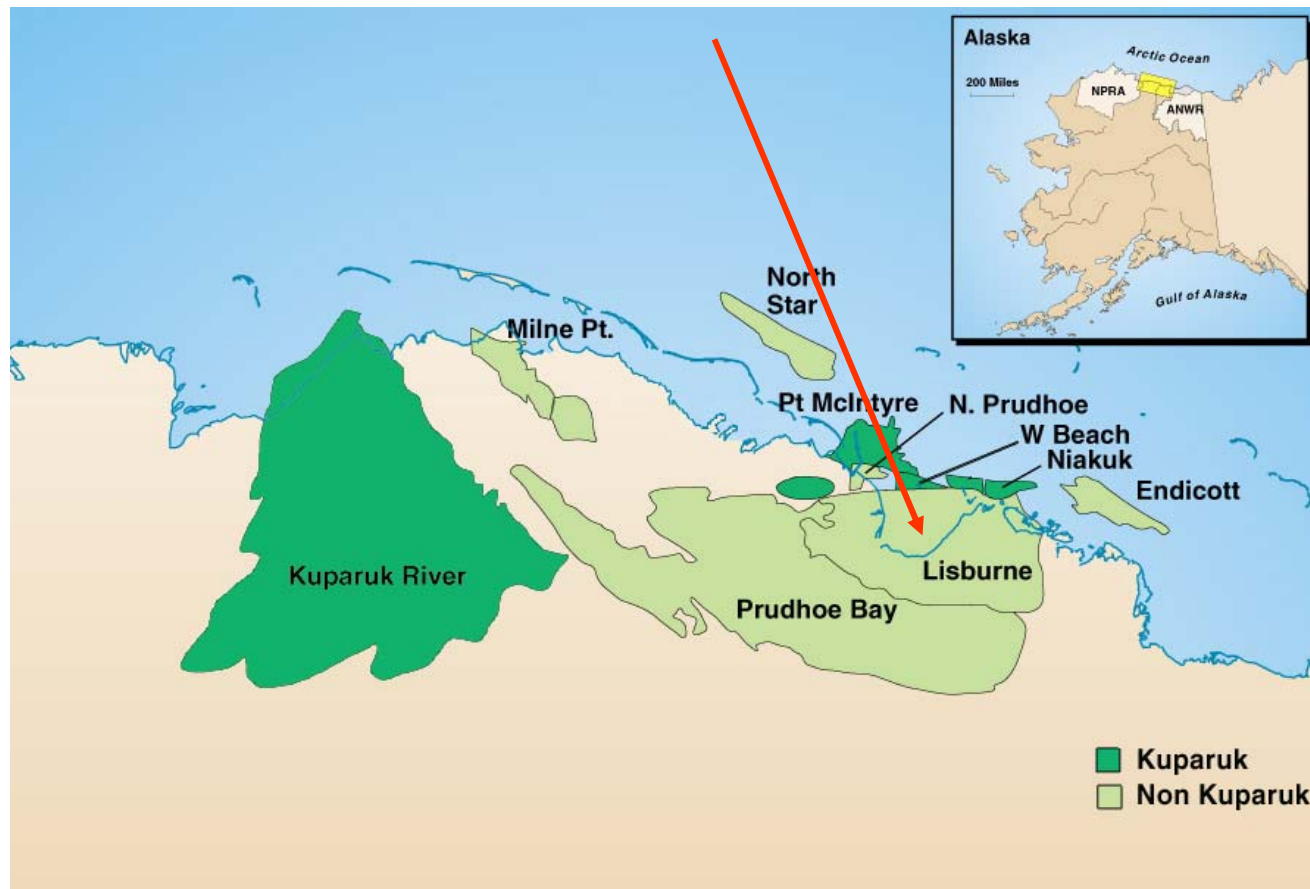 Alaska
Arctic Ocean
200 Miles
NPRA
ANWR
Gulf of Alaska
North
Star
Milne Pt.
Pt McIntyre
N. Prudhoe
W Beach
Niakuk
Endicott
Kuparuk River
Lisburne
Prudhoe Bay
Kuparuk
Non Kuparuk